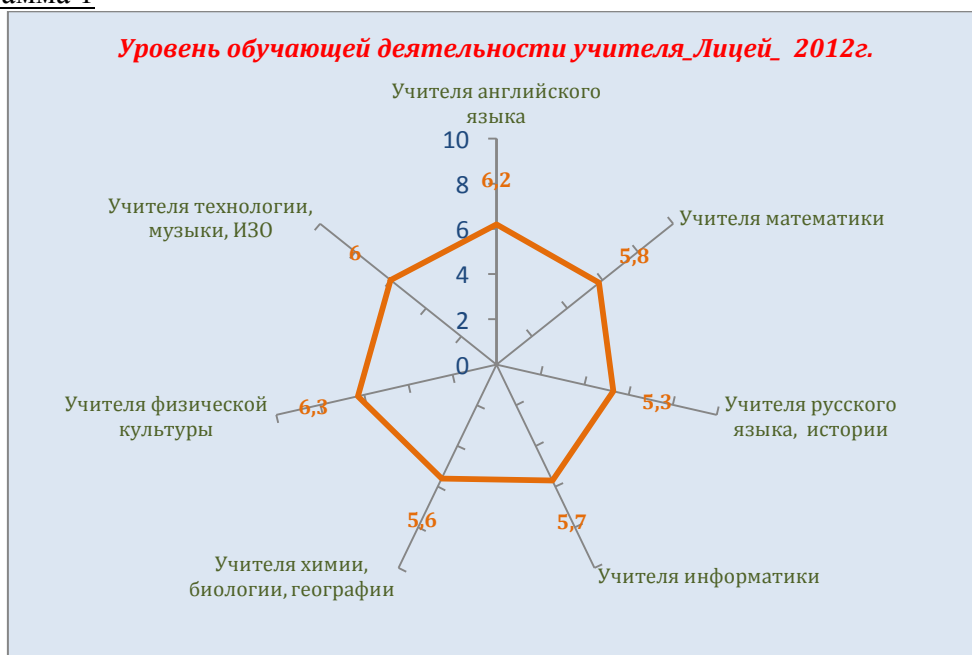 Уровень обучающей деятельности учителя_Лицей_ 2012г.
Учителя английского
языка
10
8
6
4
2
0
6,2
Учителя математики
5,8
Учителя русского
языка, истории
5,3
Учителя информатики
5,7
Учителя химии,
биологии, географии
5,6
Учителя физической
культуры
6,3
Учителя технологии,
музыки, ИЗО
6